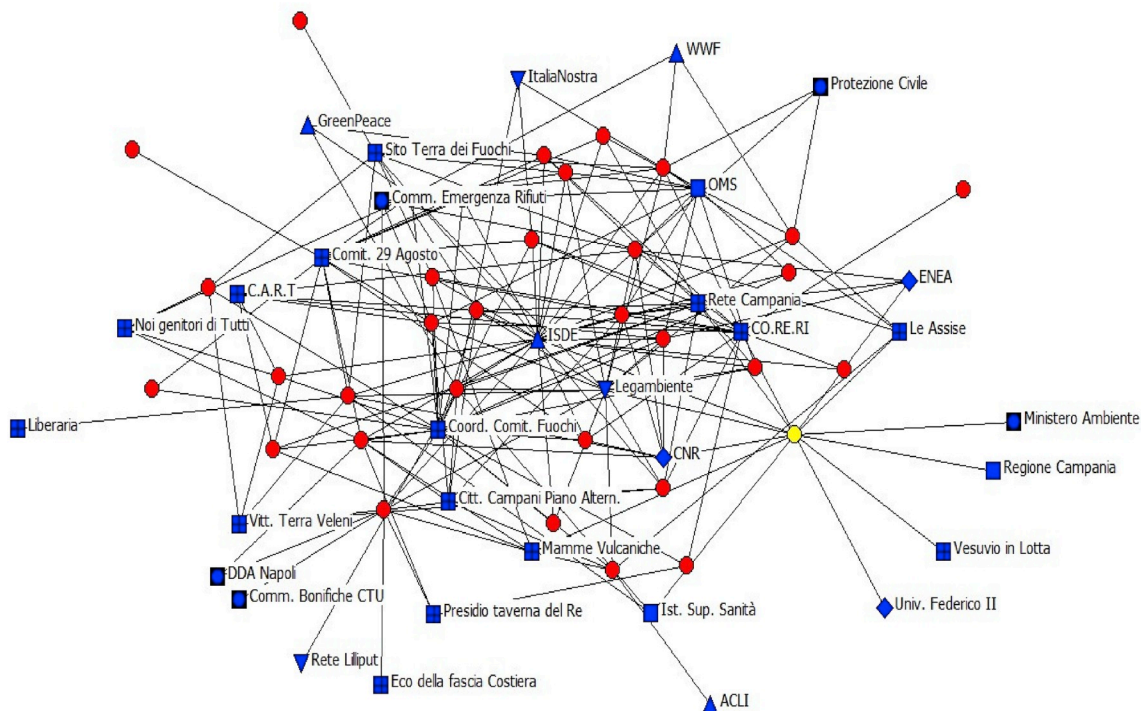 WWF
ItaliaNostra
Protezione Civile
GreenPeace
Sito Terra dei Fuochi
OMS
Comm. Emergenza Rifiuti
Comit. 29 Agosto
ENEA
C.A.R.T
Rete Campania
Noi genitori di Tutti
CO.RE.RI
Le Assise
ISDE
Legambiente
Liberaria
Coord. Comit. Fuochi
Ministero Ambiente
CNR
Regione Campania
Citt. Campani Piano Altern.
Vitt. Terra Veleni
Mamme Vulcaniche
Vesuvio in Lotta
DDA Napoli
Comm. Bonifiche CTU
Presidio taverna del Re
Ist. Sup. Sanità
Univ. Federico II
Rete Liliput
Eco della fascia Costiera
ACLI